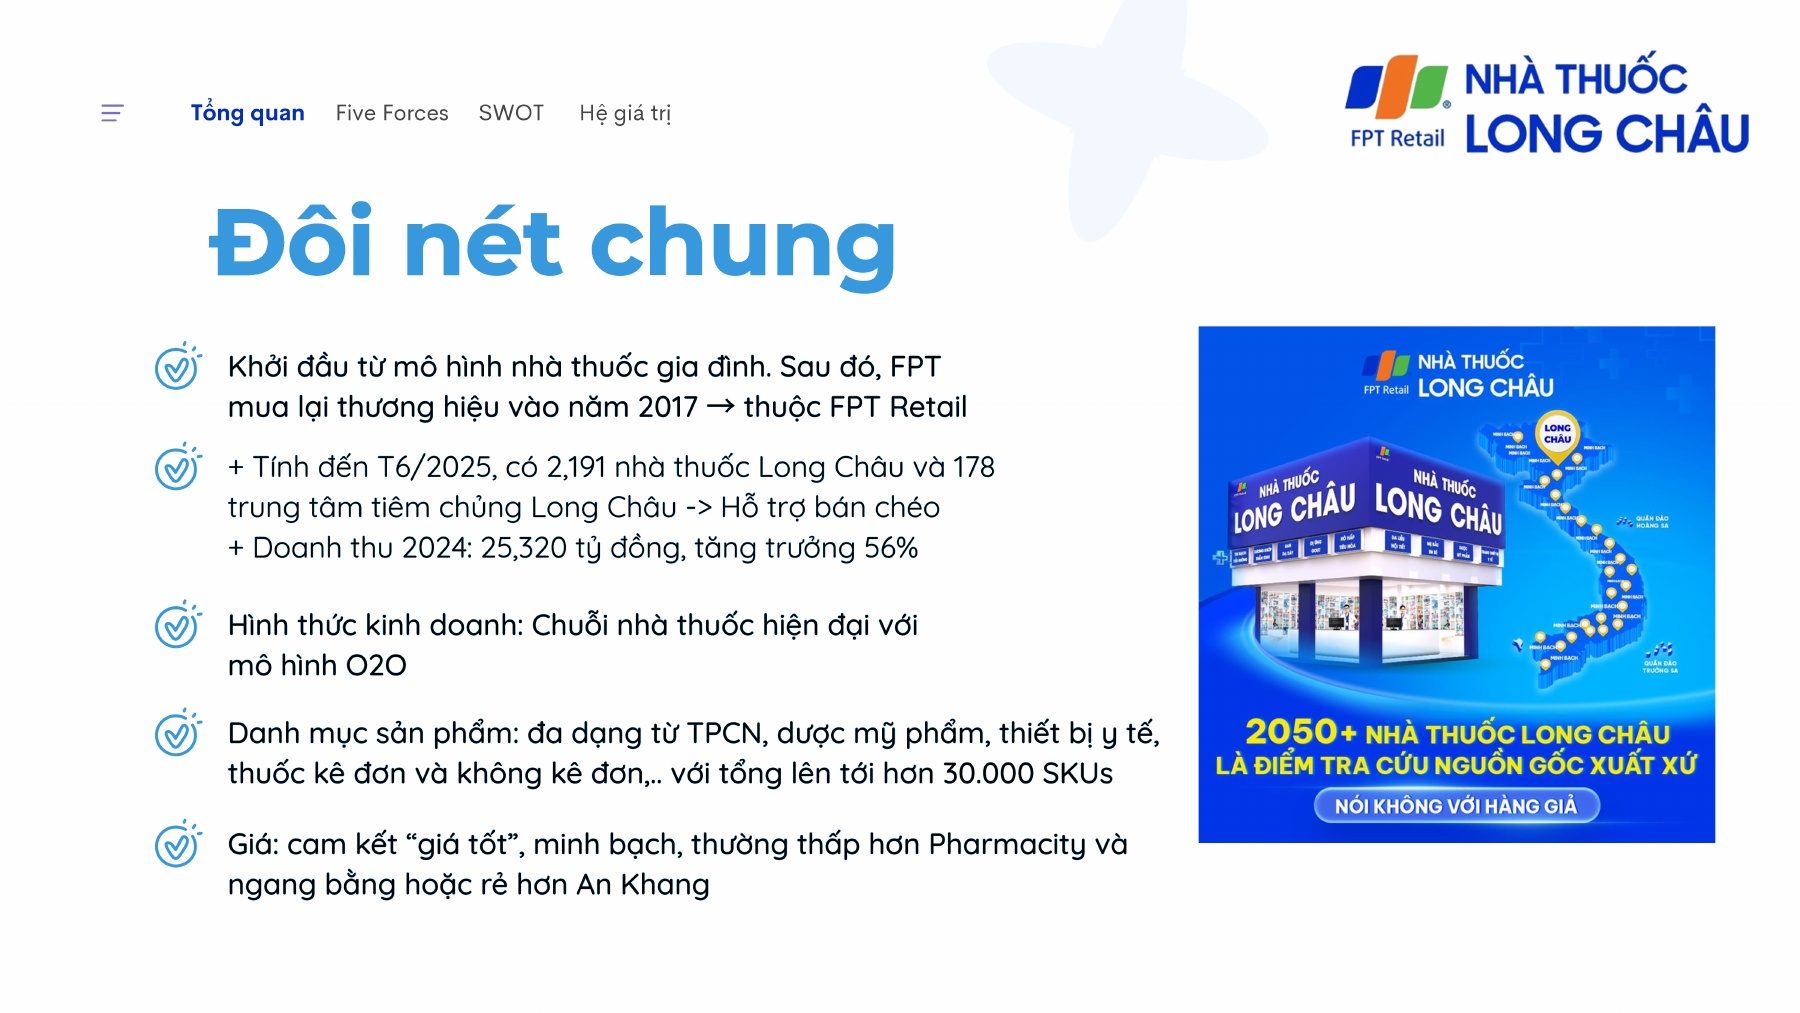 Tổng quan Five Forces SWOT Hệ giá trị
FPT Retail
NHÀ THUỐC
LONG CHÂU
Đôi nét chung
Khởi đầu từ mô hình nhà thuốc gia đình. Sau đó, FPT
mua lại thương hiệu vào năm 2017 → thuộc FPT Retail
+ Tính đến T6/2025, có 2,191 nhà thuốc Long Châu và 178
trung tâm tiêm chủng Long Châu -> Hỗ trợ bán chéo
+ Doanh thu 2024: 25,320 tỷ đồng, tăng trưởng 56%
Hình thức kinh doanh: Chuỗi nhà thuốc hiện đại với
mô hình O2O
Danh mục sản phẩm: đa dạng từ TPCN, dược mỹ phẩm, thiết bị y tế,
thuốc kê đơn và không kê đơn,.. với tổng lên tới hơn 30.000 SKUs
Giá: cam kết “giá tốt”, minh bạch, thường thấp hơn Pharmacity và
ngang bằng hoặc rẻ hơn An Khang
FPT Retail
NHÀ THUỐC
LONG CHÂU
LONG
CHÂU
NHÀ THUỐC
LONG CHÂU
NHÀ THUỐC
LONG CHÂU
QUẦN ĐẢO
HOÀNG SA
QUẦN ĐẢO
TRƯỜNG SA
2050+ NHÀ THUỐC LONG CHÂU
LÀ ĐIỂM TRA CỨU NGUỒN GỐC XUẤT XỨ
NÓI KHÔNG VỚI HÀNG GIẢ